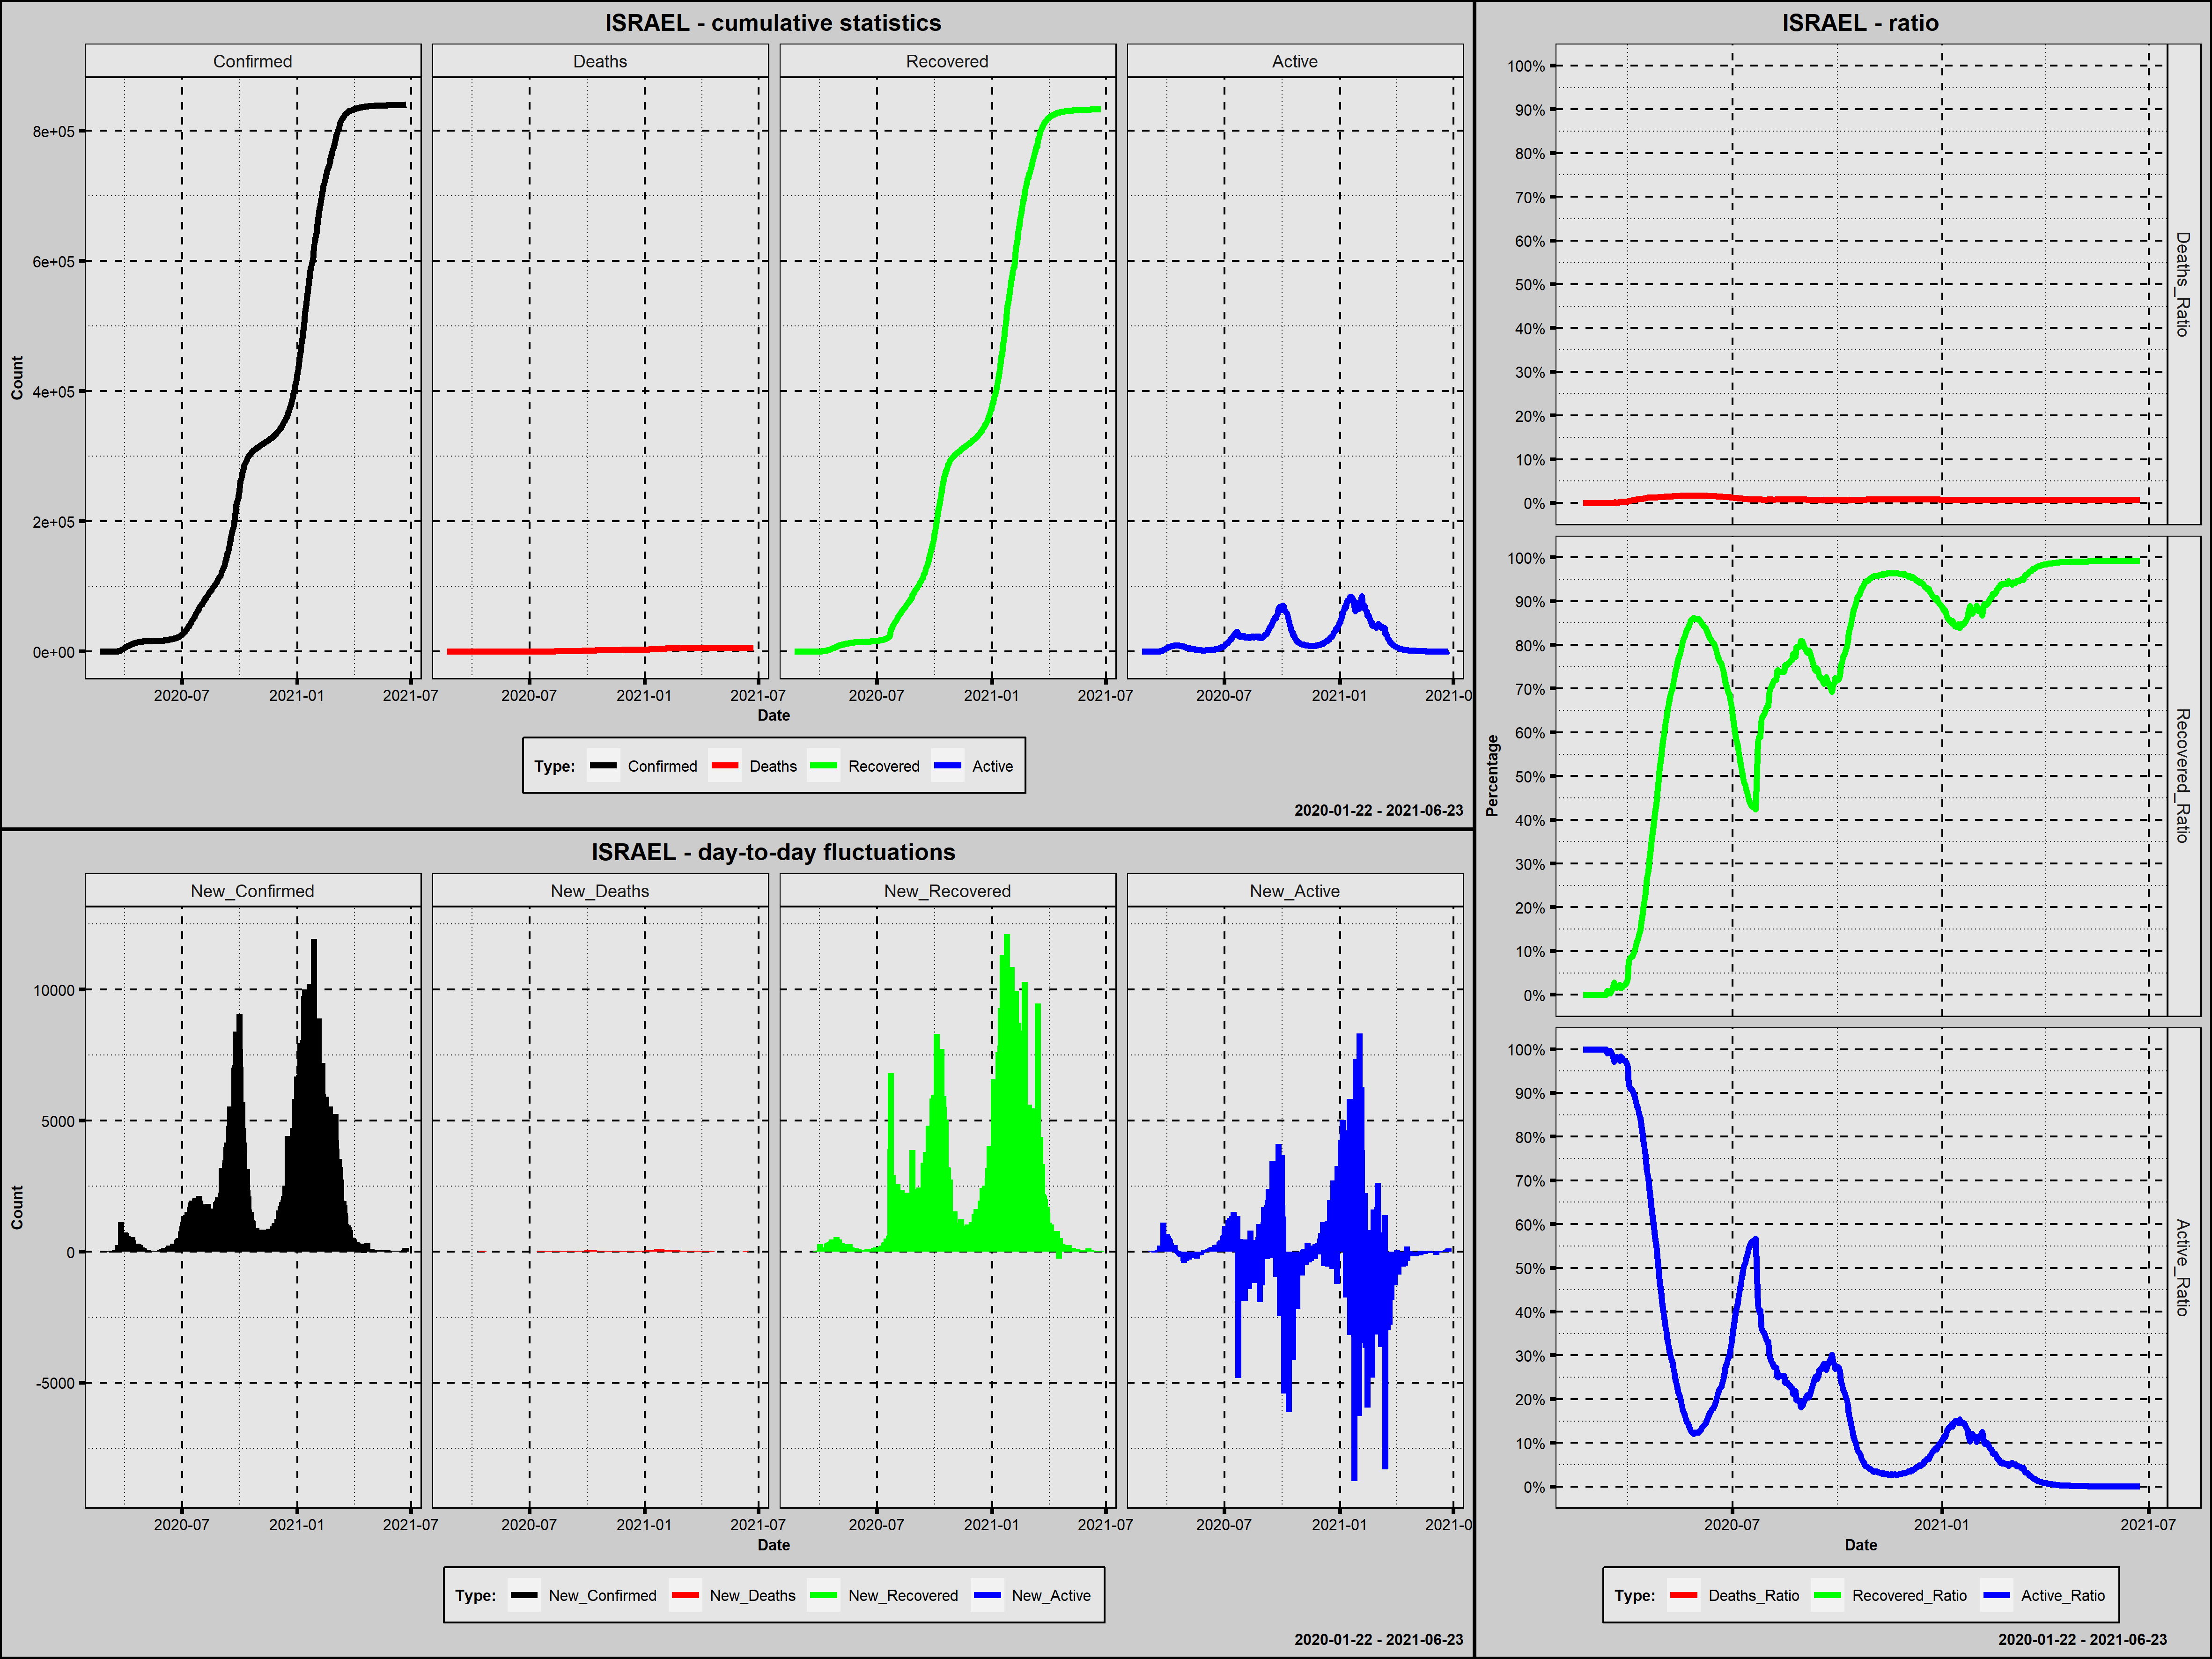 ISRAEL - cumulative statistics
Confirmed Deaths Recovered Active
Count
8e+05
6e+05
4e+05
2e+05
0e+00
2020-07 2021-01 2021-07 2020-07 2021-01 2021-07 2020-07 2021-01 2021-07 2020-07 2021-01 2021-0
Date
Type: Confirmed Deaths Recovered Active
2020-01-22 - 2021-06-23
ISRAEL - day-to-day fluctuations
New_Confirmed New_Deaths New_Recovered New_Active
Count
10000
5000
0
-5000
2020-07 2021-01 2021-07 2020-07 2021-01 2021-07 2020-07 2021-01 2021-07 2020-07 2021-01 2021-0
Date
Type: New_Confirmed New_Deaths New_Recovered New_Active
2020-01-22 - 2021-06-23
ISRAEL - ratio
Percentage
100%
90%
80%
70%
60%
50%
40%
30%
20%
10%
0%
Deaths_Ratio
100%
90%
80%
70%
60%
50%
40%
30%
20%
10%
0%
Recovered_Ratio
100%
90%
80%
70%
60%
50%
40%
30%
20%
10%
0%
Active_Ratio
2020-07 2021-01 2021-07
Date
Type: Deaths_Ratio Recovered_Ratio Active_Ratio
2020-01-22 - 2021-06-23